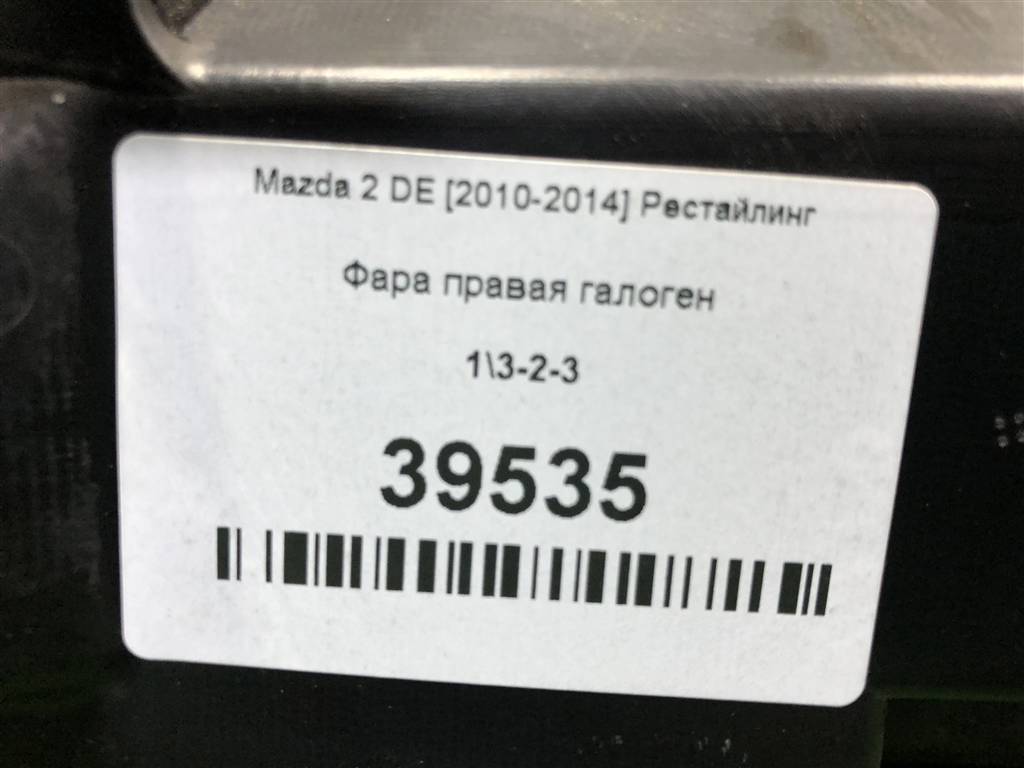 Mazda 2 DE [2010-2014] Рестайлинг
Фара правая галоген
1\3-2-3
39535